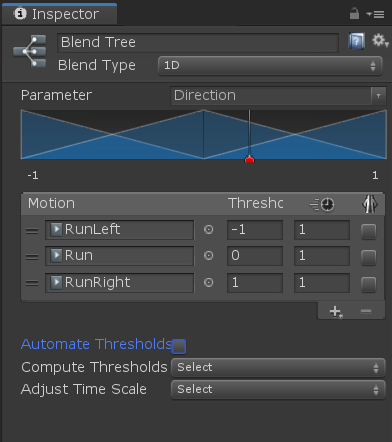 Inspector
Blend Tree
Blend Type 1D
Parameter Direction
-1 1
Motion Thresho
RunLeft -1 1
Run 0 1
RunRight 1 1
Automate Thresholds
Compute Thresholds Select
Adjust Time Scale Select